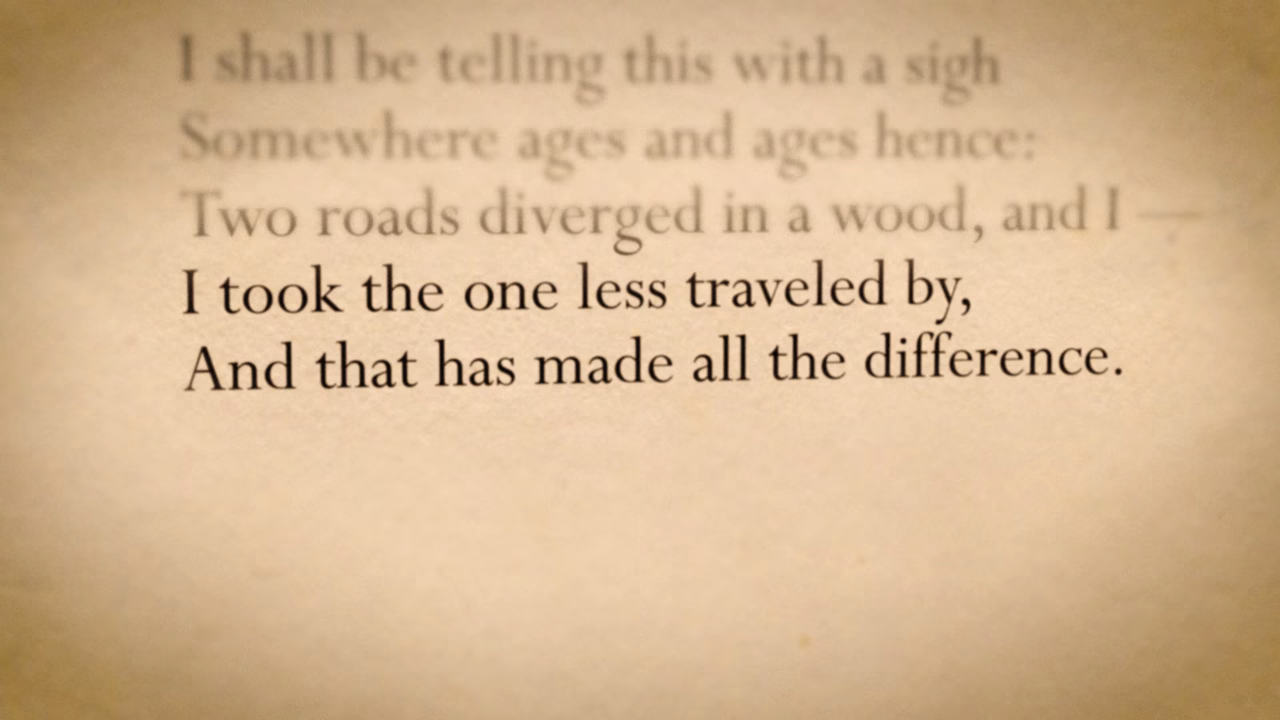 I shall be telling this with a sigh
Somewhere ages and ages hence:
Two roads diverged in a wood, and I —
I took the one less traveled by,
And that has made all the difference.